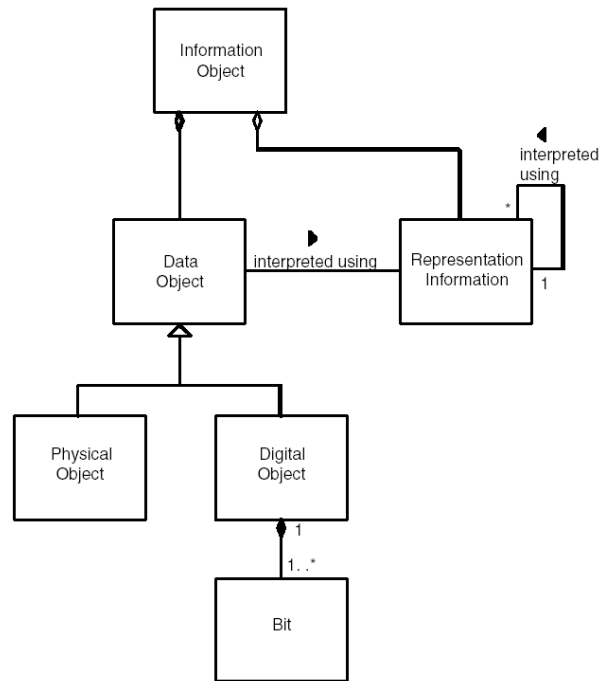 Information
Object
interpreted
using
*
1
Data
Object
interpreted using
Representation
Information
Physical
Object
Digital
Object
1
1..*
Bit